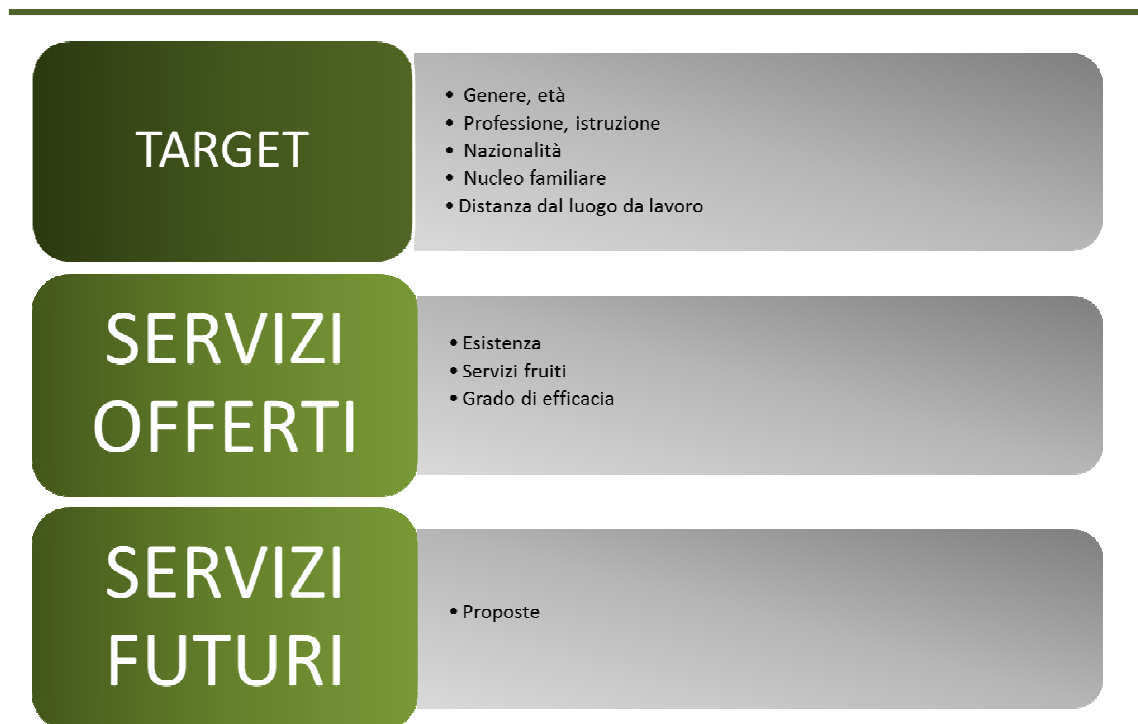 TARGET
• Genere, età
• Professione, istruzione
• Nazionalità
• Nucleo familiare
• Distanza dal luogo da lavoro
SERVIZI
OFFERTI
• Esistenza
• Servizi fruiti
• Grado di efficacia
SERVIZI
FUTURI
• Proposte